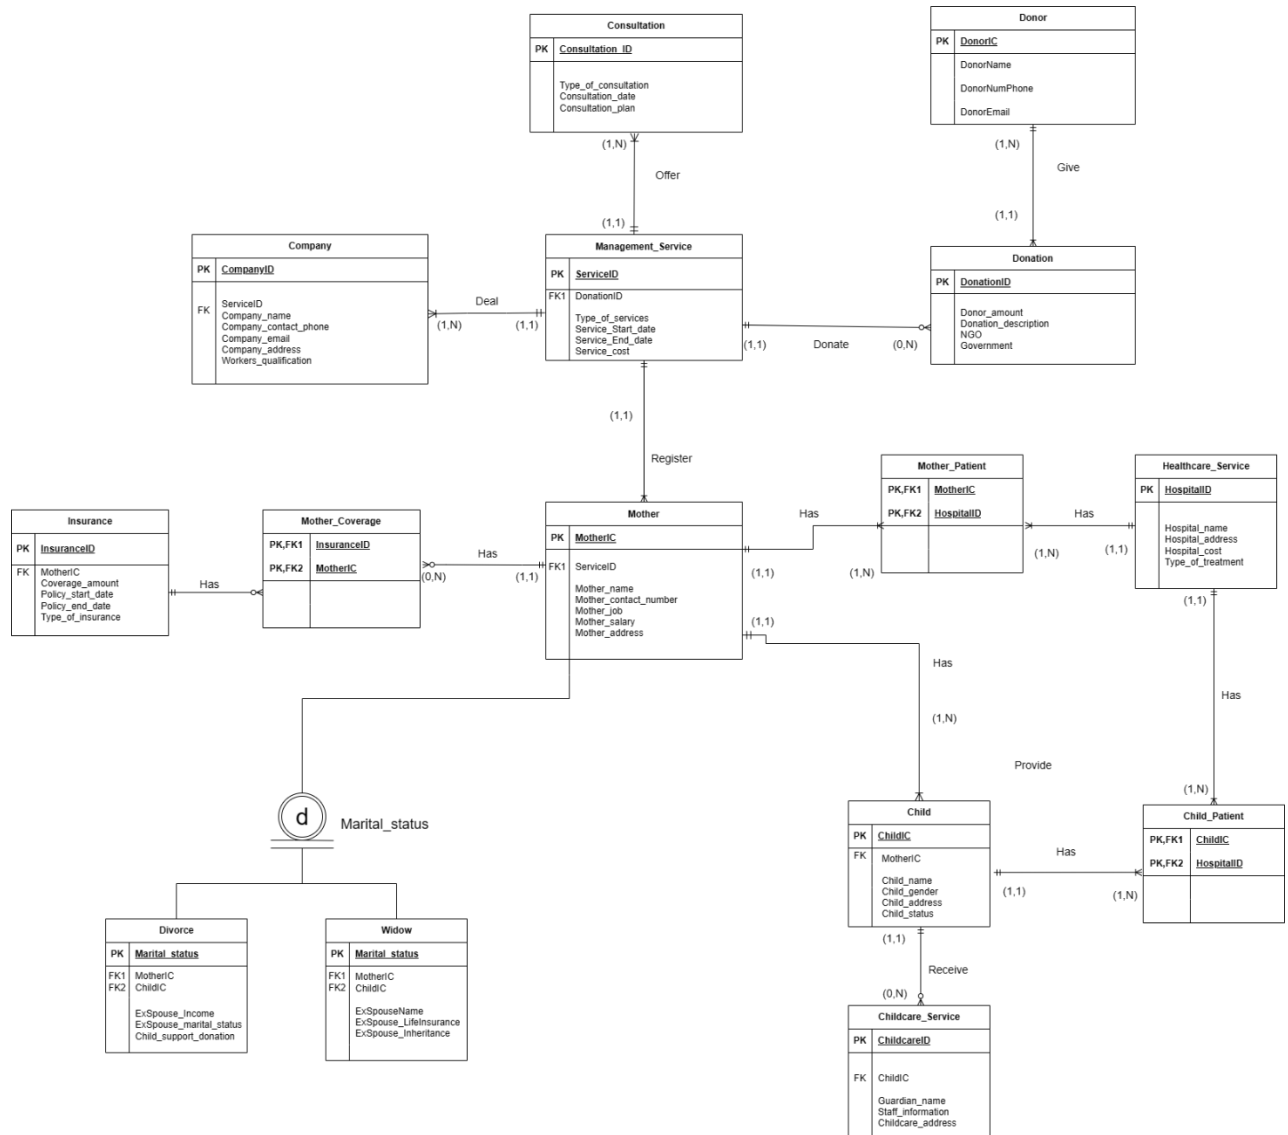 Consultation
PK Consultation_ID
Type_of_consultation
Consultation_date
Consultation_plan
Donor
PK DonorIC
DonorName
DonorNumPhone
DonorEmail
(1,N)
Offer
(1,1)
(1,N)
Give
(1,1)
Company
PK CompanyID
FK ServiceID
Company_name
Company_contact_phone
Company_email
Company_address
Workers_qualification
Deal
(1,N)
(1,1)
Management_Service
PK ServiceID
FK1 DonationID
Type_of_services
Service_Start_date
Service_End_date
Service_cost
(1,1)
Donate
(0,N)
Donation
PK DonationID
Donor_amount
Donation_description
NGO
Government
(1,1)
Register
Insurance
PK InsuranceID
FK MotherIC
Coverage_amount
Policy_start_date
Policy_end_date
Type_of_insurance
Has
Mother_Coverage
PK,FK1 InsuranceID
PK,FK2 MotherIC
Has
(0,N)
(1,1)
Mother
PK MotherIC
FK1 ServiceID
Mother_name
Mother_contact_number
Mother_job
Mother_salary
Mother_address
Has
(1,1)
(1,N)
Mother_Patient
PK,FK1 MotherIC
PK,FK2 HospitalID
Has
(1,N)
(1,1)
Healthcare_Service
PK HospitalID
Hospital_name
Hospital_address
Hospital_cost
Type_of_treatment
(1,1)
Has
(1,N)
(1,1)
Has
(1,N)
Provide
d
Marital_status
Child
PK ChildIC
FK MotherIC
Child_name
Child_gender
Child_address
Child_status
Has
(1,1)
(1,N)
Child_Patient
PK,FK1 ChildIC
PK,FK2 HospitalID
Divorce
PK Marital_status
FK1 MotherIC
FK2 ChildIC
ExSpouse_Income
ExSpouse_marital_status
Child_support_donation
Widow
PK Marital_status
FK1 MotherIC
FK2 ChildIC
ExSpouseName
ExSpouse_LifeInsurance
ExSpouse_Inheritance
(1,1)
Receive
(0,N)
Childcare_Service
PK ChildcareID
FK ChildIC
Guardian_name
Staff_information
Childcare_address